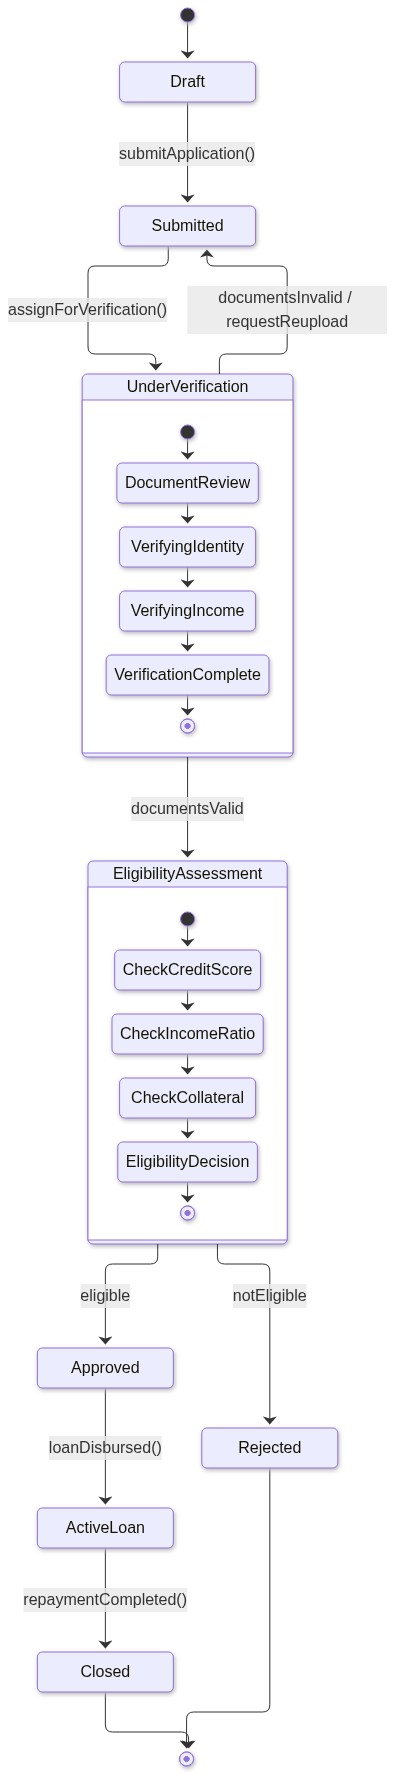 Draft
submitApplication()
Submitted
assignForVerification()
documentsInvalid /
requestReupload
UnderVerification
DocumentReview
VerifyingIdentity
VerifyingIncome
VerificationComplete
documentsValid
EligibilityAssessment
CheckCreditScore
CheckIncomeRatio
CheckCollateral
EligibilityDecision
eligible
notEligible
Approved
loanDisbursed()
Rejected
ActiveLoan
repaymentCompleted()
Closed